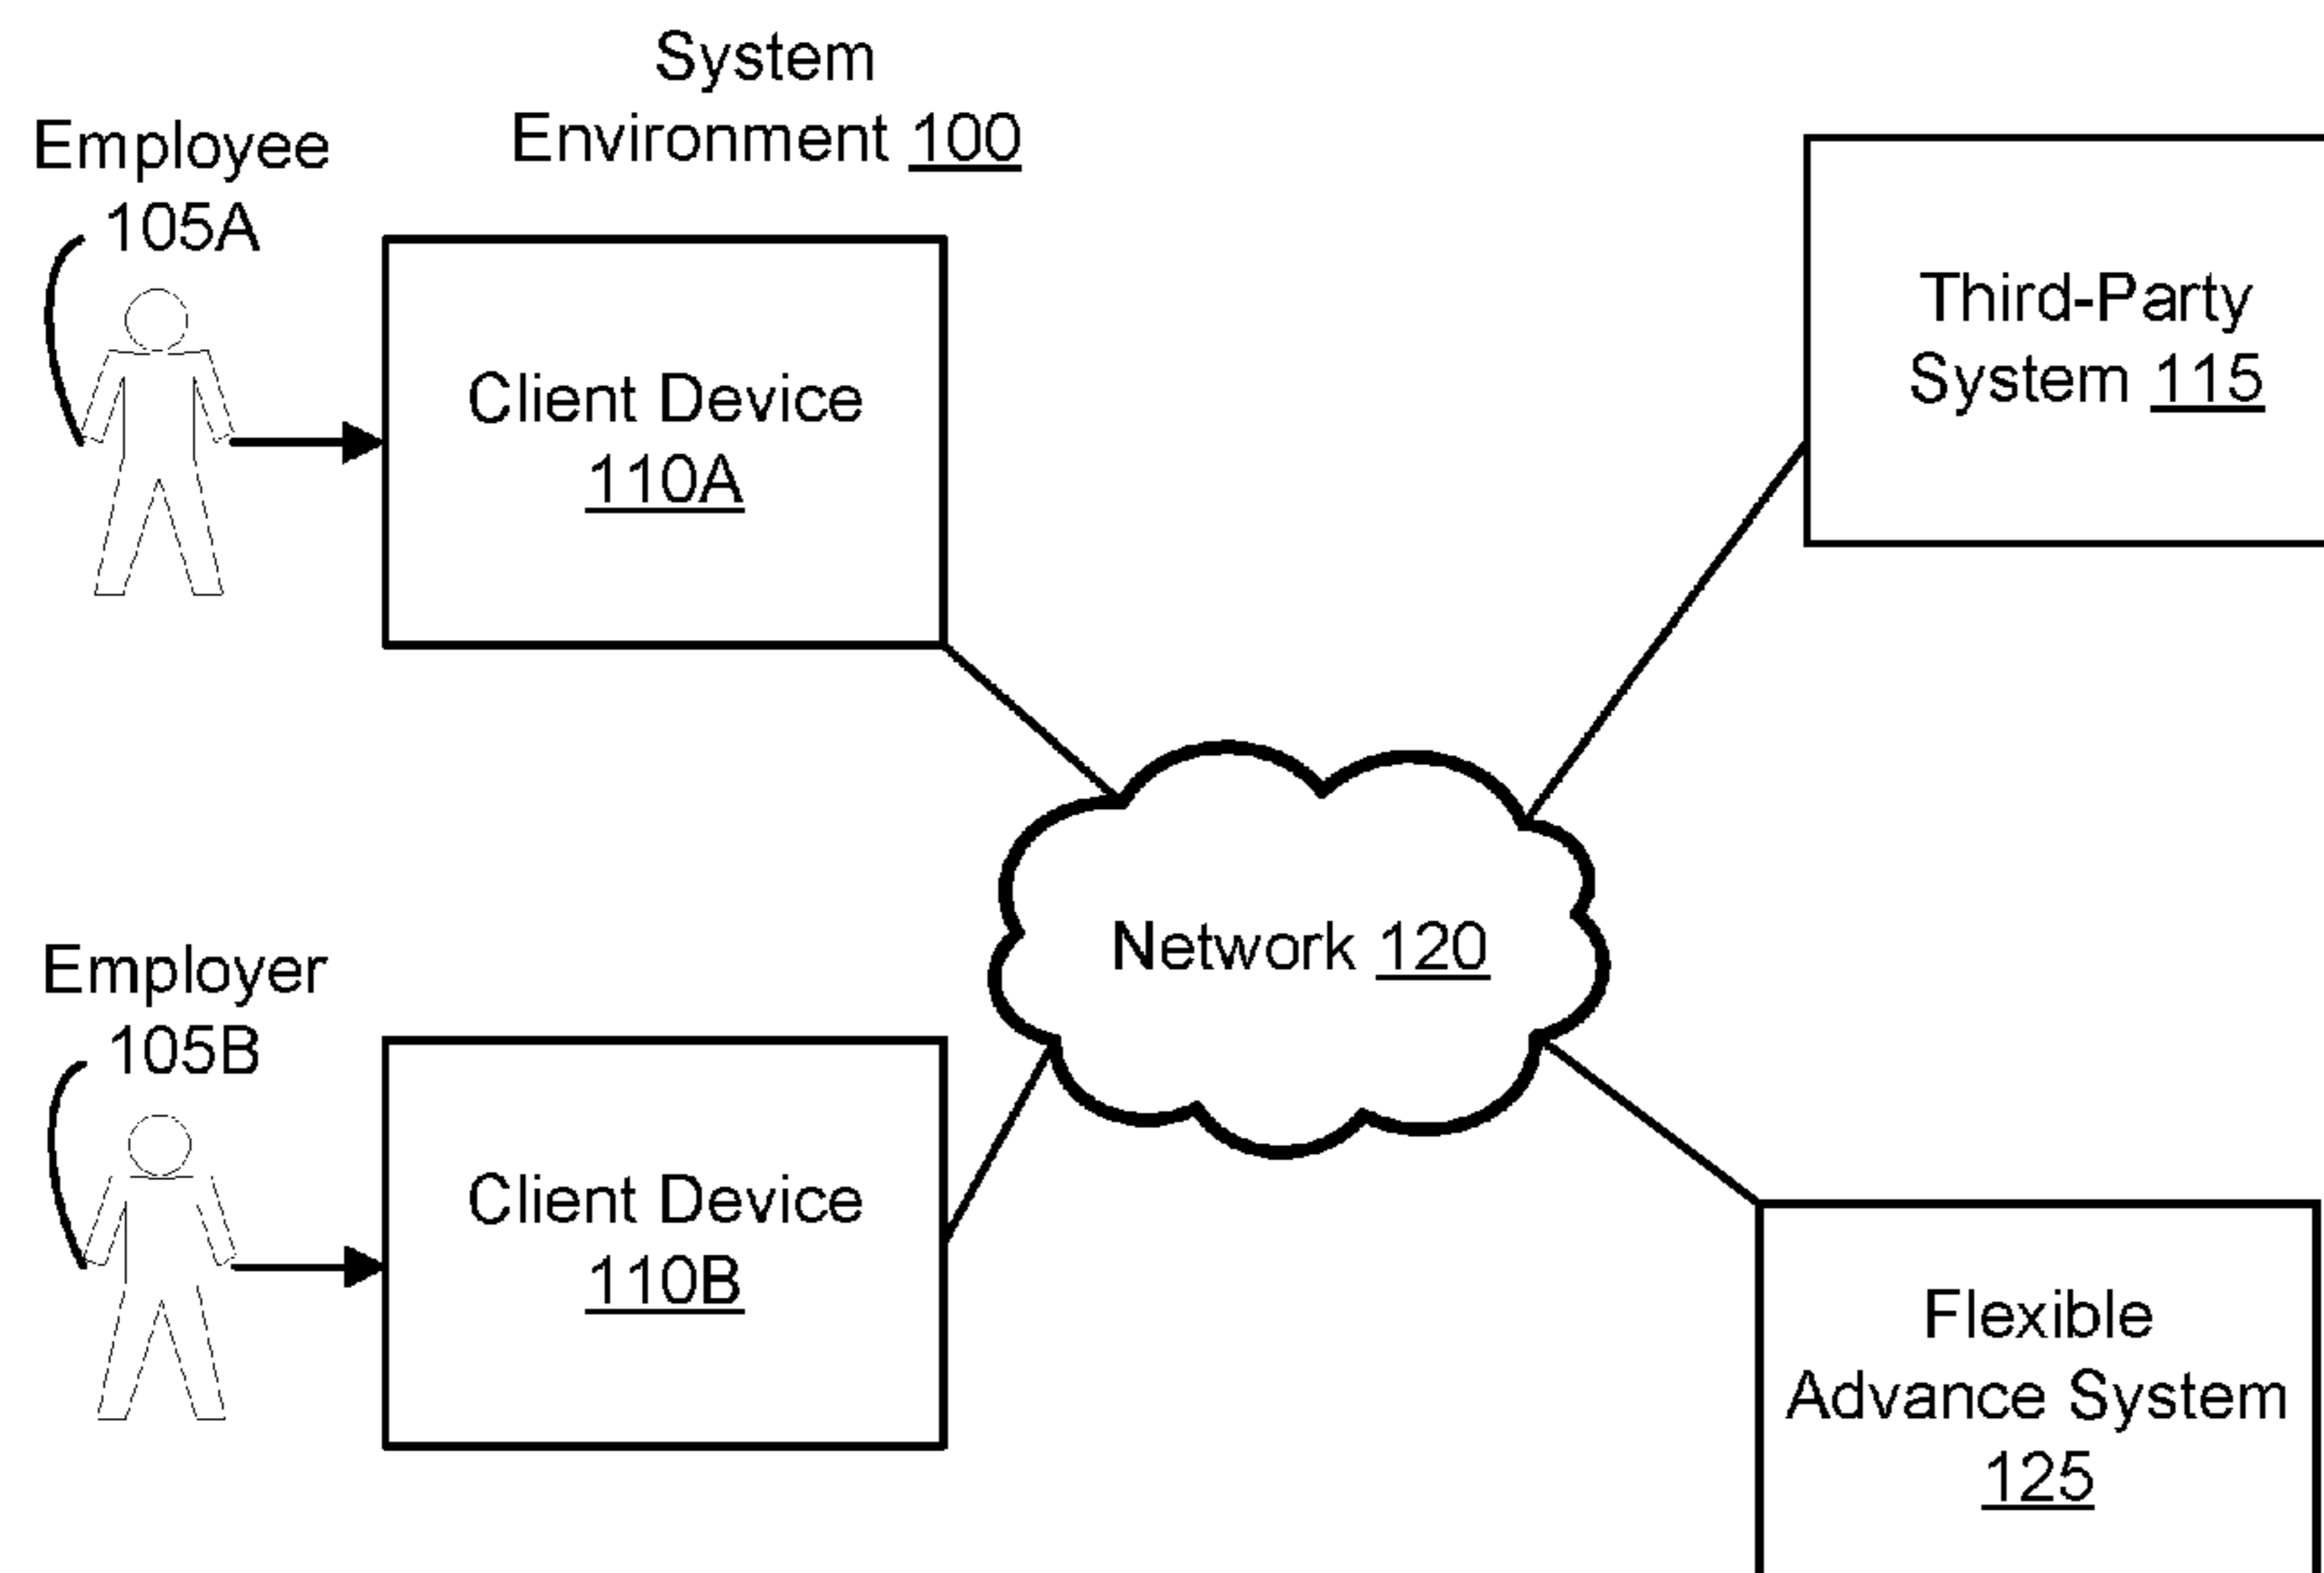 System
Environment 100
Employee
105A
Client Device
110A
Third-Party
System 115
Network 120
Employer
105B
Client Device
110B
Flexible
Advance System
125